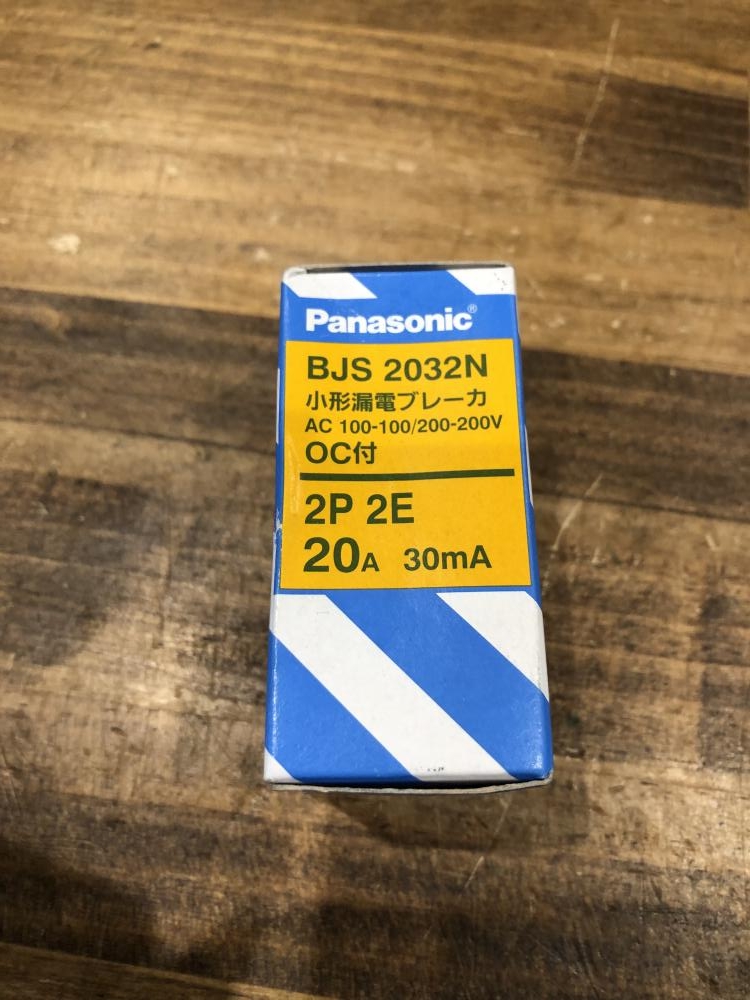 Panasonic®
BJS 2032N
小形漏電ブレーカ
AC 100-100/200-200V
OC付
2P 2E
20A 30mA